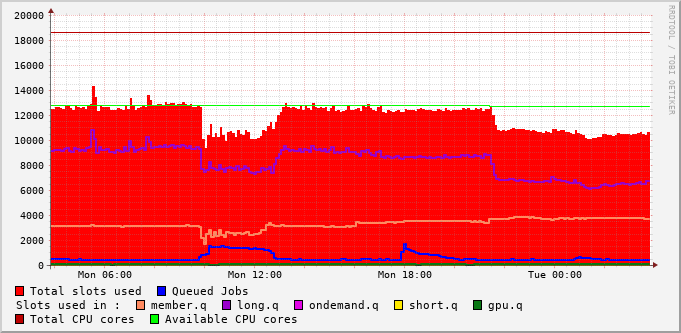 20000
18000
16000
14000
12000
10000
8000
6000
4000
2000
0
Mon 06:00 Mon 12:00 Mon 18:00 Tue 00:00
Total slots used Queued Jobs
Slots used in : member.q long.q ondemand.q short.q gpu.q
Total CPU cores Available CPU cores
RRDTOOL / TOBI OETIKER